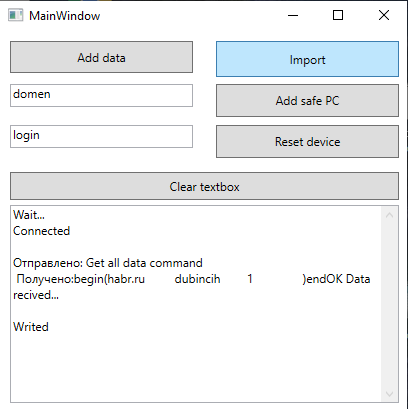 MainWindow
Add data
Import
domen
Add safe PC
login
Reset device
Clear textbox
Wait...
Connected
Отправлено: Get all data command
Получено:begin(habr.ru dubincih 1 )endOK Data
recived...
Writed